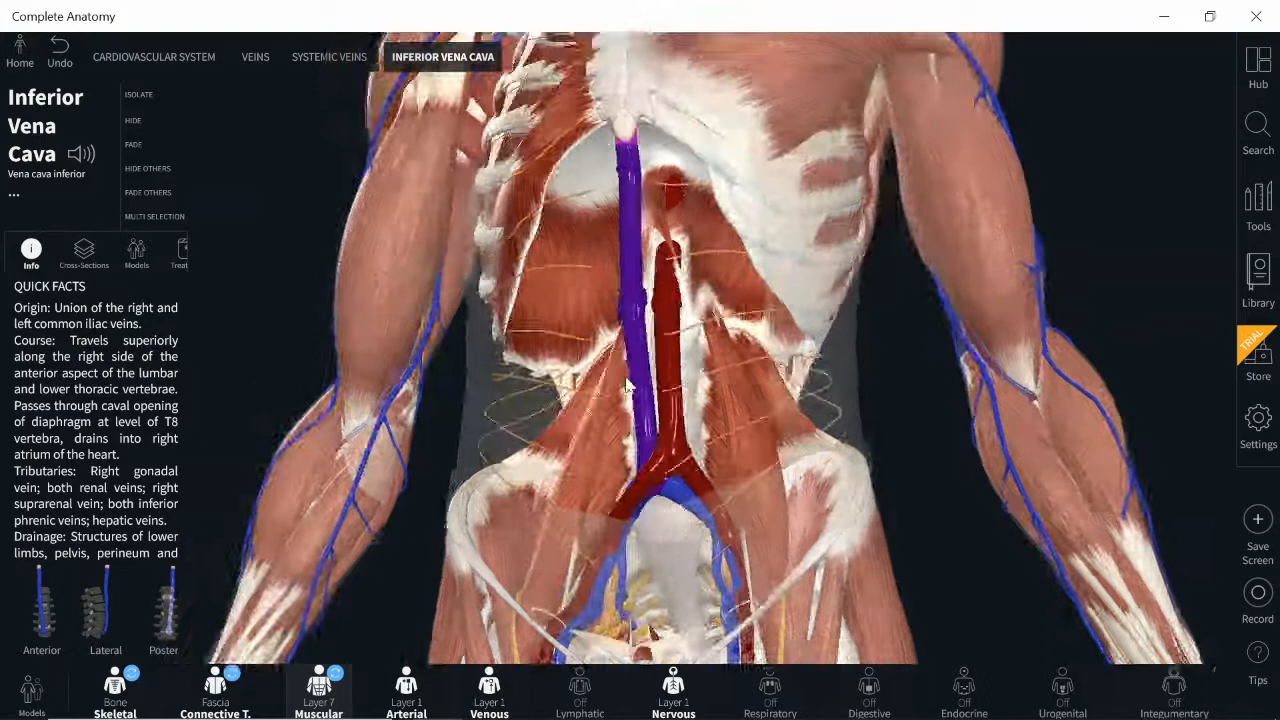 Complete Anatomy
Home
Undo
CARDIOVASCULAR SYSTEM
VEINS
SYSTEMIC VEINS
INFERIOR VENA CAVA
Inferior
Vena
Cava
Vena cava inferior
...
ISOLATE
HIDE
FADE
HIDE OTHERS
FADE OTHERS
MULTI SELECTION
Info
Cross-Sections
Models
Treat
QUICK FACTS
Origin: Union of the right and
left common iliac veins.
Course: Travels superiorly
along the right side of the
anterior aspect of the lumbar
and lower thoracic vertebrae.
Passes through caval opening
of diaphragm at level of T8
vertebra, drains into right
atrium of the heart.
Tributaries: Right gonadal
vein; both renal veins; right
suprarenal vein; both inferior
phrenic veins; hepatic veins.
Drainage: Structures of lower
limbs, pelvis, perineum and
Anterior
Lateral
Poster
Hub
Search
Tools
Library
TRIAL
Store
Settings
Save
Screen
Record
Tips
Models
Bone
Skeletal
Fascia
Connective T.
Layer 7
Muscular
Layer 1
Arterial
Layer 1
Venous
Off
Lymphatic
Layer 1
Nervous
Off
Respiratory
Off
Digestive
Off
Endocrine
Off
Urogenital
Off
Integumentary